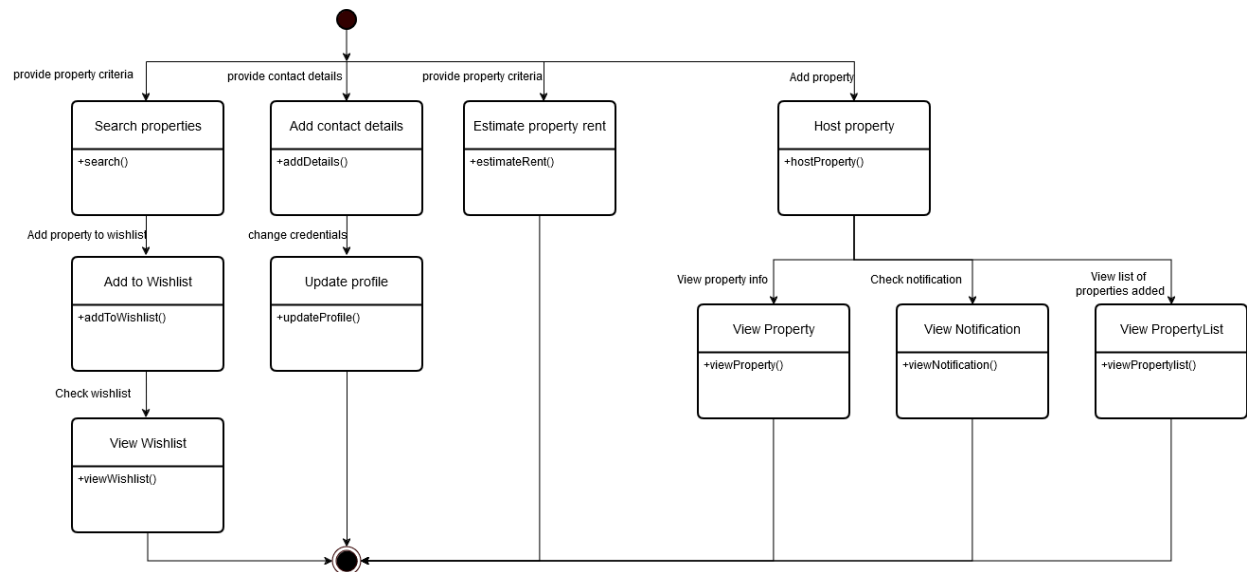 provide property criteria
provide contact details
provide property criteria
Add property
Search properties
+search()
Add contact details
+addDetails()
Estimate property rent
+estimateRent()
Host property
+hostProperty()
Add property to wishlist
change credentials
View property info
Check notification
View list of
properties added
Add to Wishlist
+addToWishlist()
Update profile
+updateProfile()
View Property
+viewProperty()
View Notification
+viewNotification()
View PropertyList
+viewPropertylist()
Check wishlist
View Wishlist
+viewWishlist()